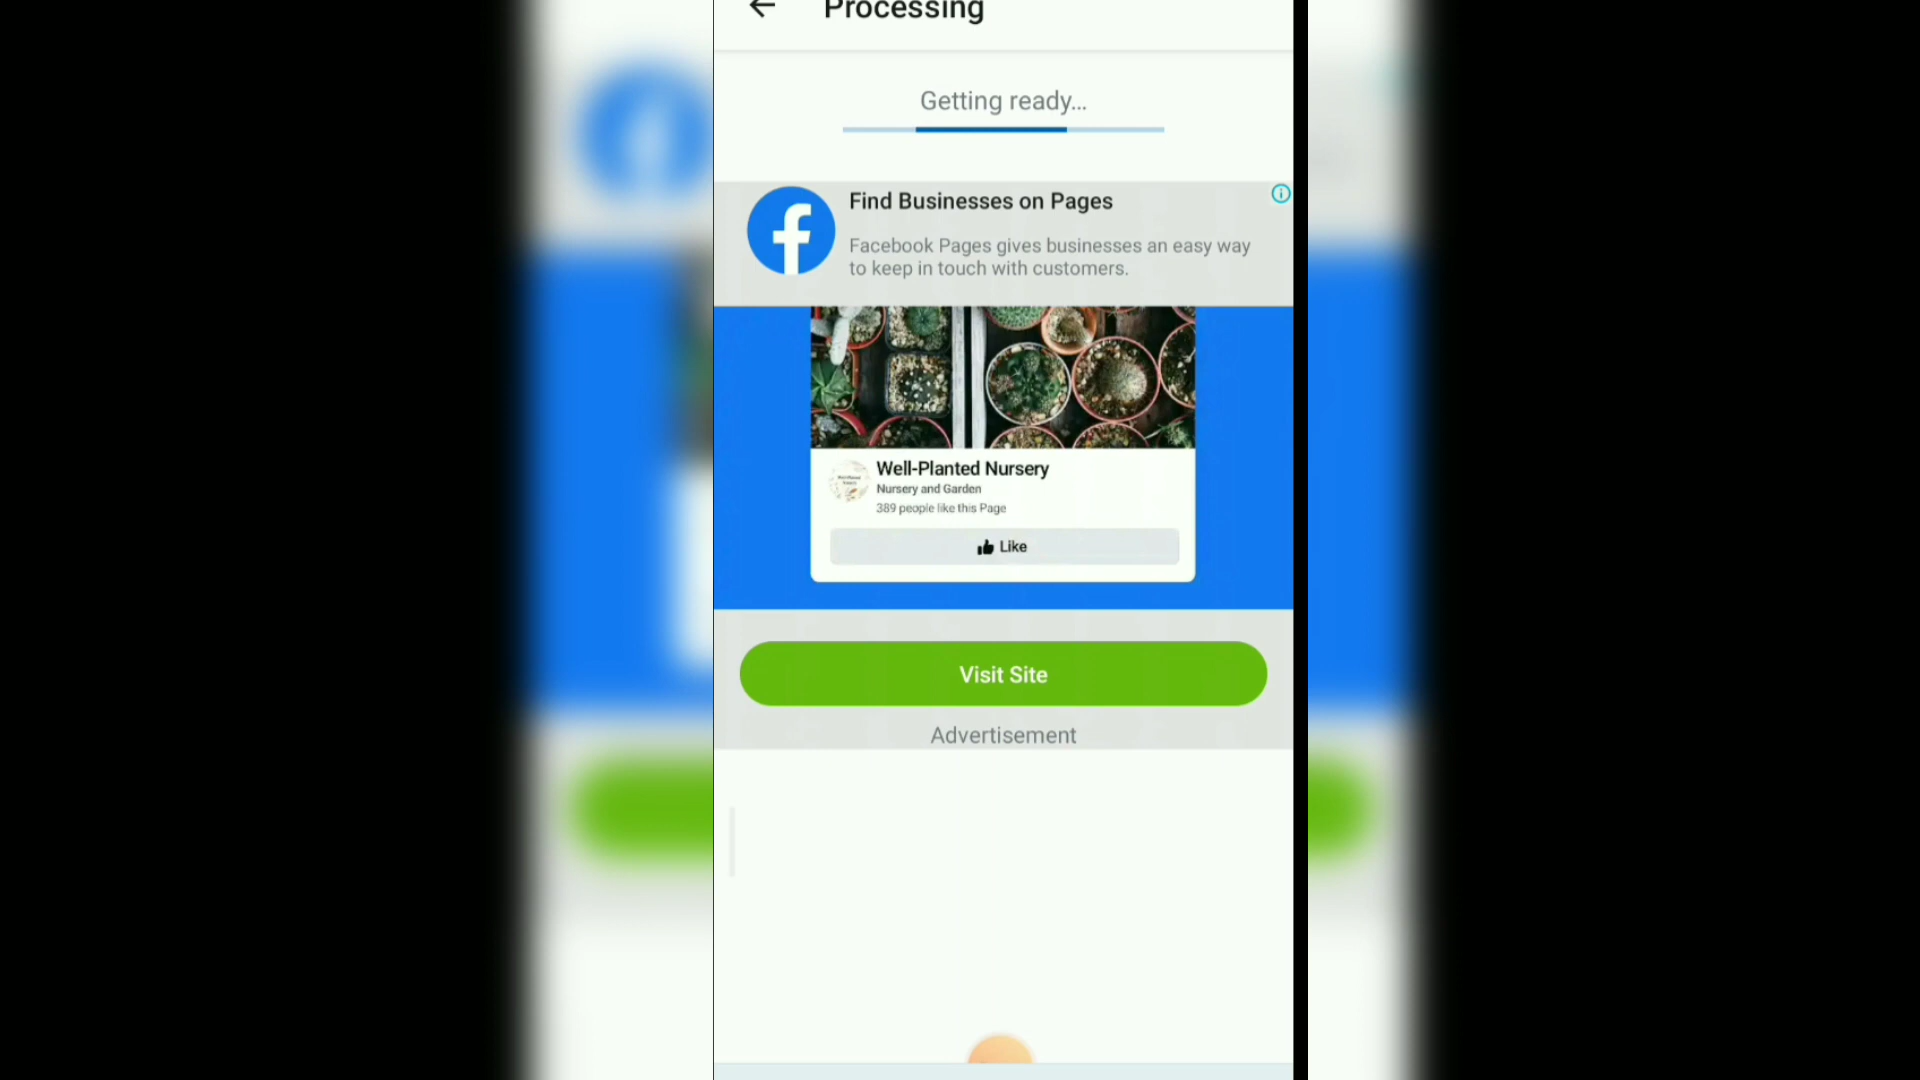 Processing
Getting ready...
Find Businesses on Pages
Facebook Pages gives businesses an easy way
to keep in touch with customers.
Well-Planted Nursery
Nursery and Garden
389 people like this Page
Like
Visit Site
Advertisement